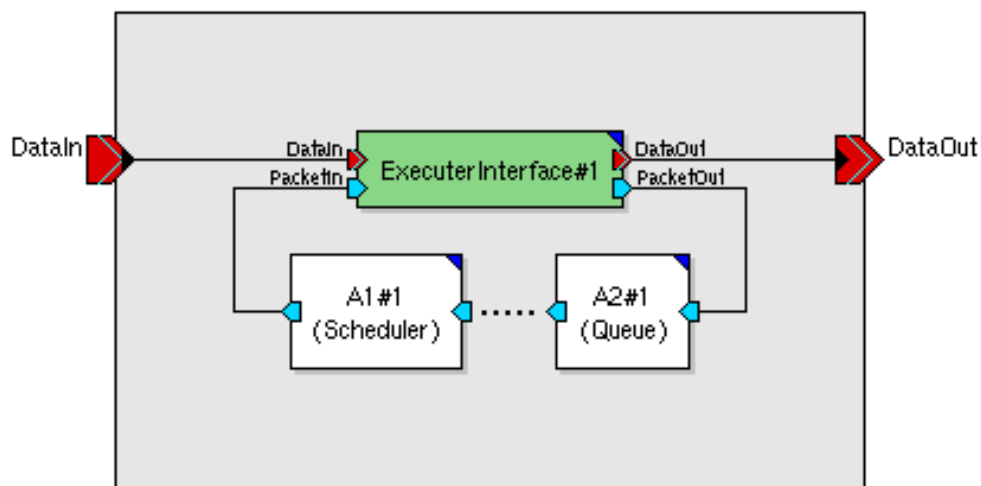 DataIn
DataIn
ExecuterInterface#1
DataOut
DataOut
PacketIn
PacketOut
A1#1
(Scheduler)
A2#1
(Queue)